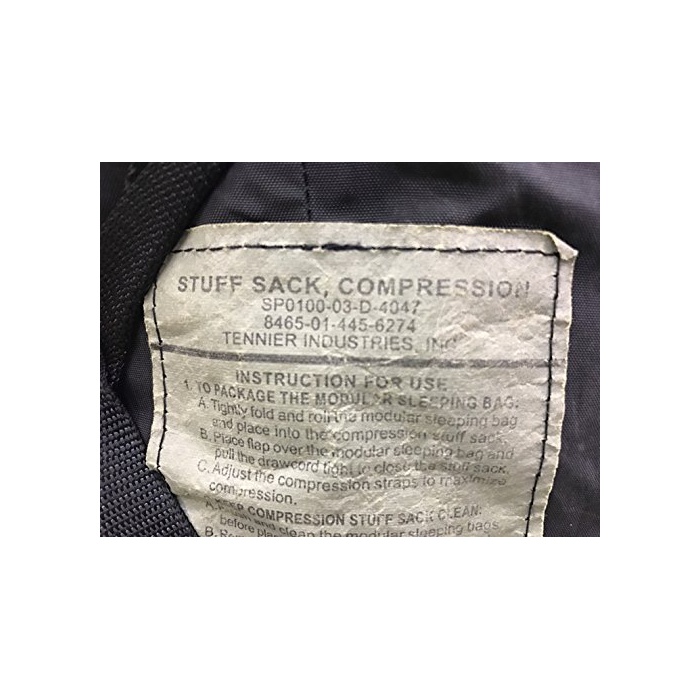 STUFF SACK, COMPRESSION
SP0100-03-D-4047
8465-01-445-6274
TENNIER INDUSTRIES, INC
INSTRUCTION FOR USE
1. TO PACKAGE THE MODULAR SLEEPING BAG.
A. Tightly fold and roll the modular sleeping bag
and place into the compression stuff sack.
B. Place flap over the modular sleeping bag and
pull the drawcord tight to close the stuff sack.
C. Adjust the compression straps to maximize
compression.
KEEP COMPRESSION STUFF SACK CLEAN:
and clean the modular sleeping bags
before
B.